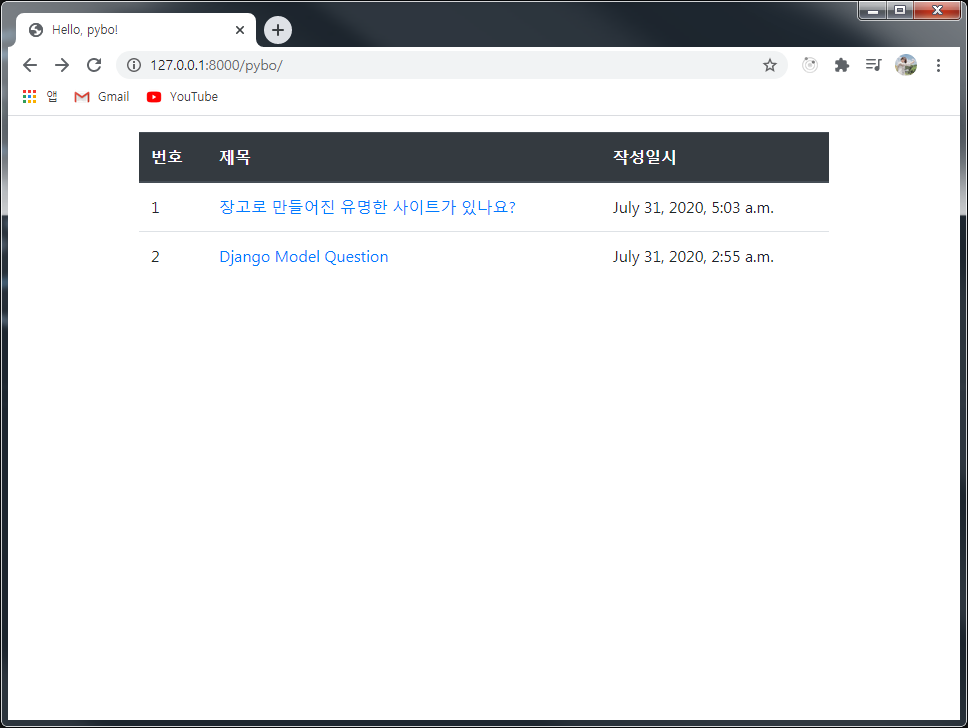 Hello, pybo!
127.0.0.1:8000/pybo/
앱 Gmail YouTube
번호 제목 작성일시
1 장고로 만들어진 유명한 사이트가 있나요? July 31, 2020, 5:03 a.m.
2 Django Model Question July 31, 2020, 2:55 a.m.